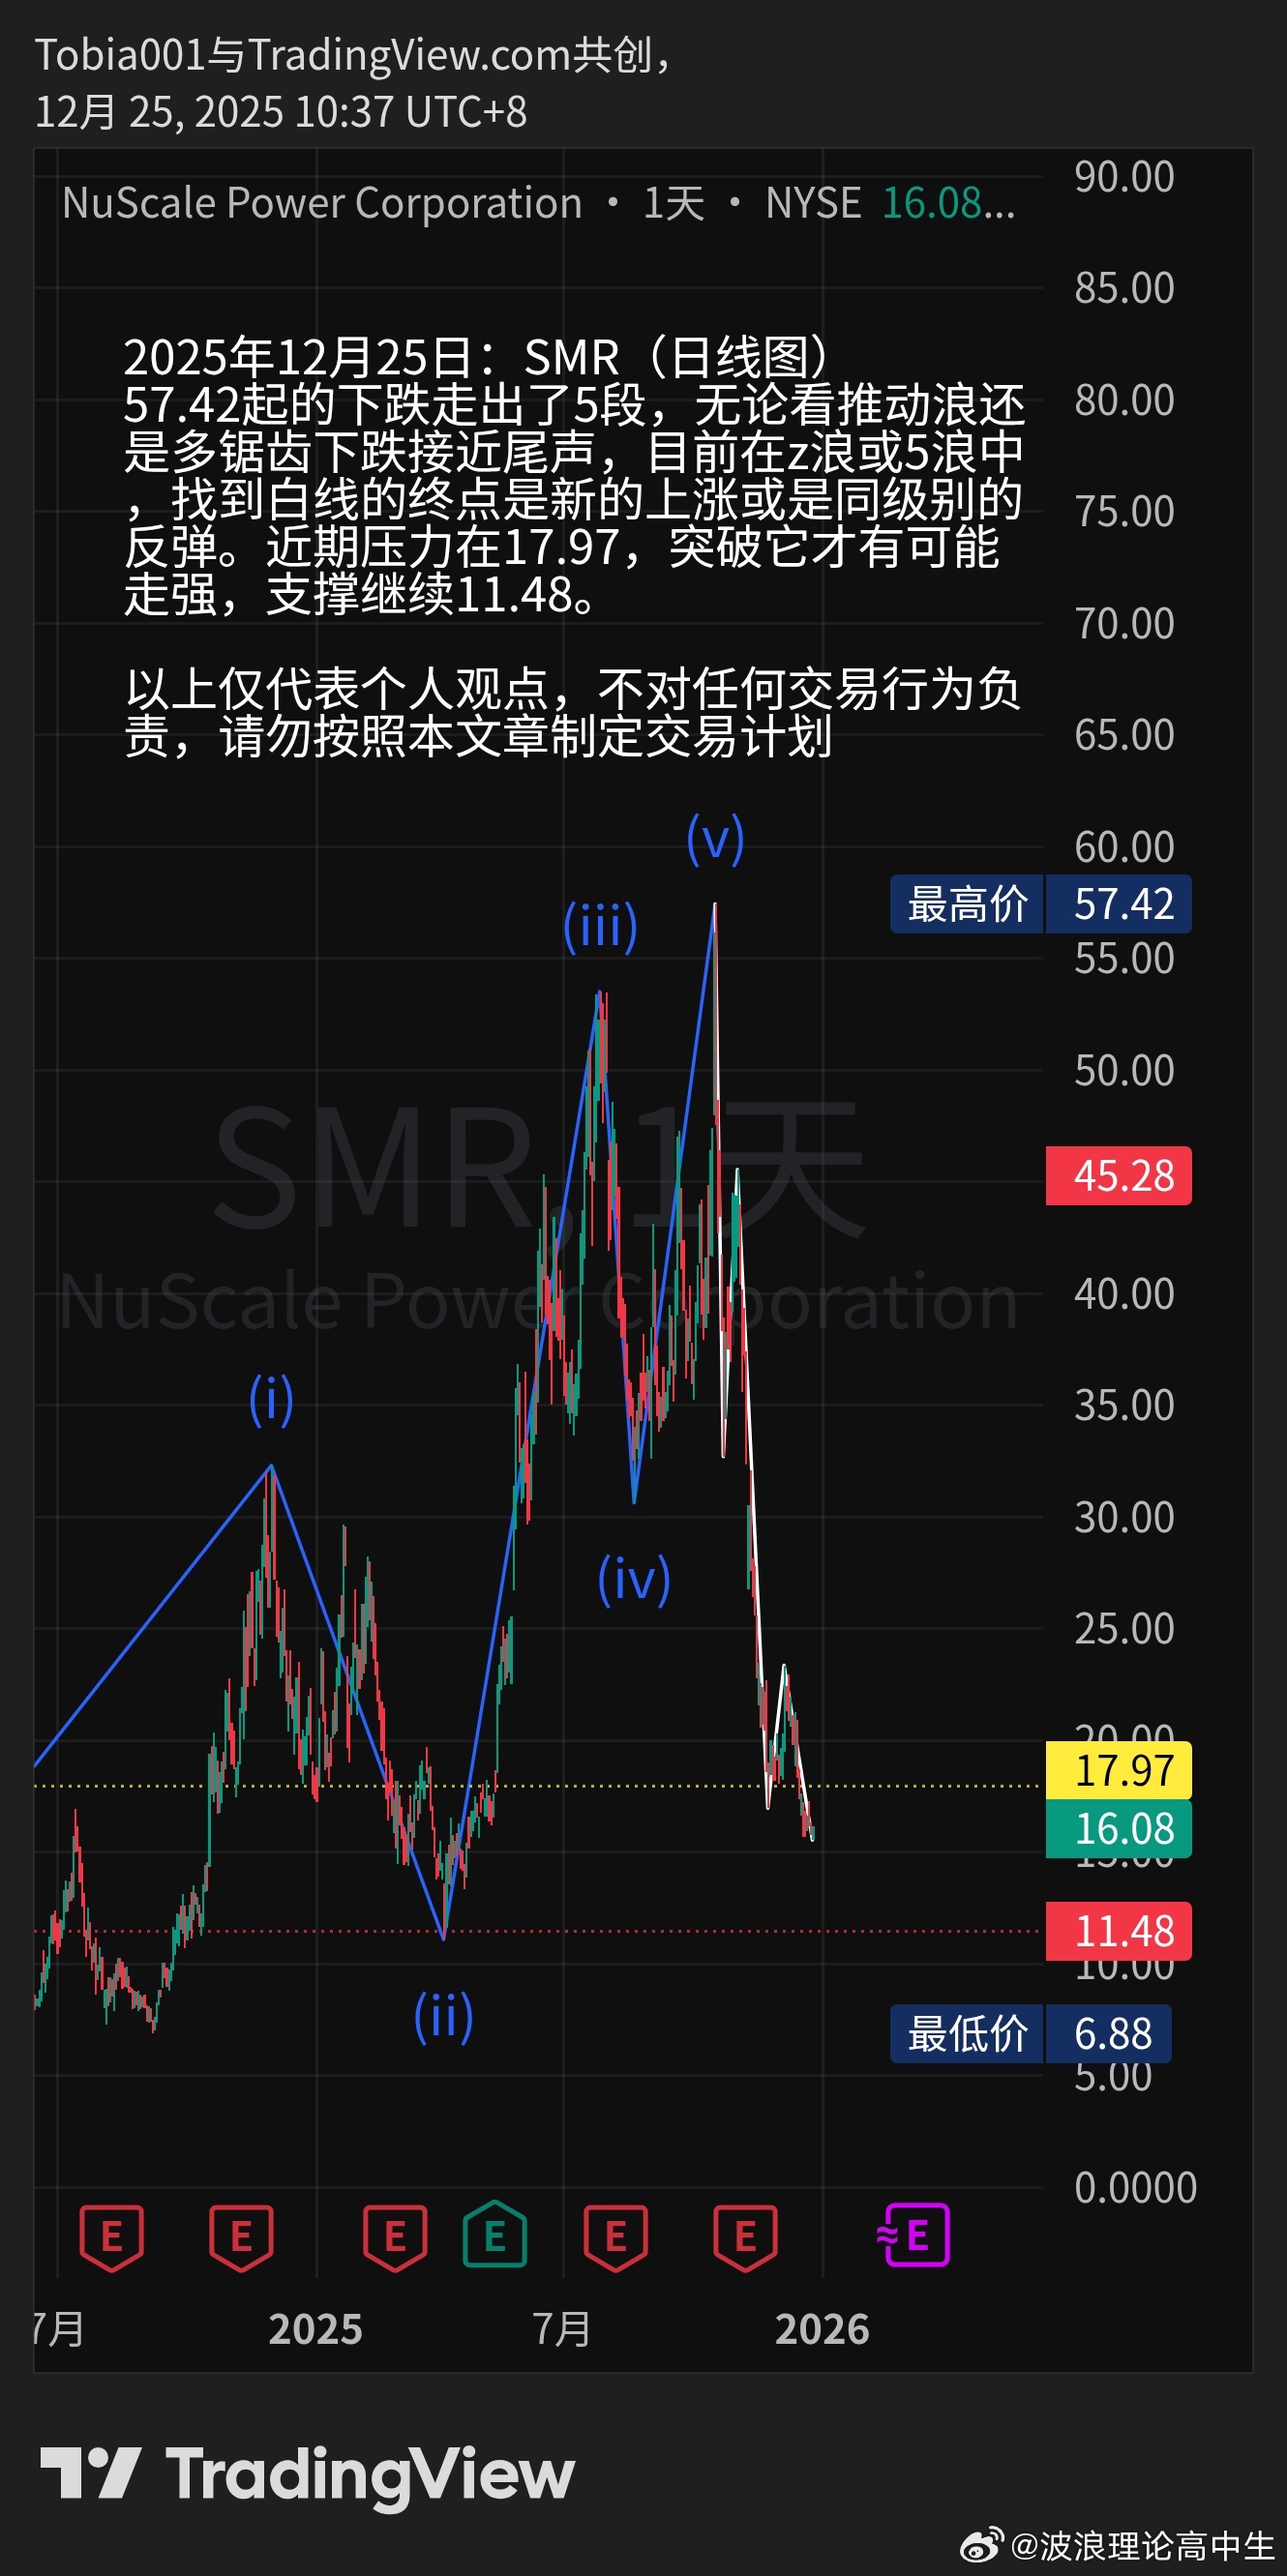 Tobia001与TradingView.com共创，
12月 25, 2025 10:37 UTC+8
NuScale Power Corporation · 1天 · NYSE 16.08...
2025年12月25日：SMR（日线图）
57.42起的下跌走出了5段，无论看推动浪还
是多锯齿下跌接近尾声，目前在z浪或5浪中
，找到白线的终点是新的上涨或是同级别的
反弹。近期压力在17.97，突破它才有可能
走强，支撑继续11.48。
以上仅代表个人观点，不对任何交易行为负
责，请勿按照本文章制定交易计划
SMR, 1天
NuScale Power Corporation
(i)
(ii)
(iii)
(iv)
(v)
90.00
85.00
80.00
75.00
70.00
65.00
60.00
最高价 57.42
55.00
50.00
45.28
40.00
35.00
30.00
25.00
20.00
17.97
16.08
15.00
11.48
10.00
最低价 6.88
5.00
0.0000
E E E E E E E
7月 2025 7月 2026
TradingView
@波浪理论高中生